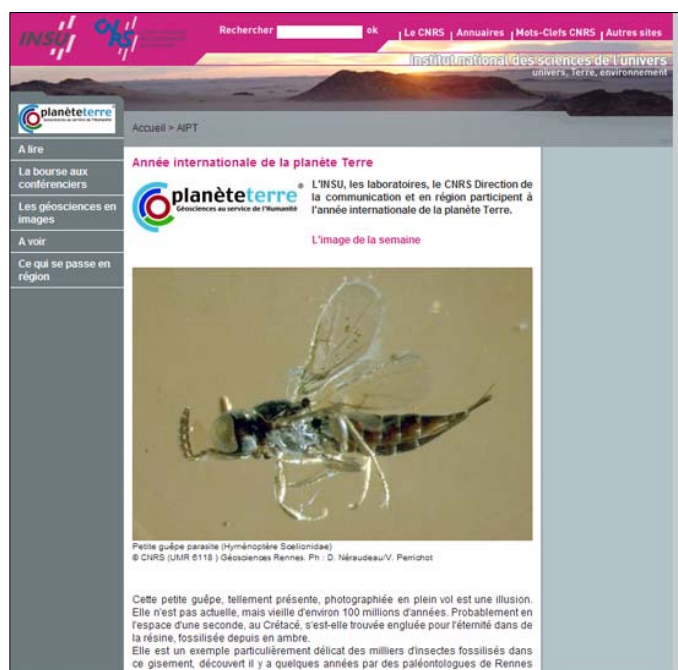 Rechercher ok | Le CNRS | Annuaires | Mots-Clefs CNRS | Autres sites
INSU CNRS
Institut national des sciences de l'univers
univers, Terre, environnement
planèteterre
Géosciences au service de l'Humanité
Accueil > AIPT
A lire
La bourse aux
conférenciers
Les géosciences en
images
A voir
Ce qui se passe en
région
Année internationale de la planète Terre
planèteterre®
Géosciences au service de l'Humanité
L'INSU, les laboratoires, le CNRS Direction de
la communication et en région participent à
l'année internationale de la planète Terre.
L'image de la semaine
Petite guêpe parasite (Hyménoptère Scelionidae)
© CNRS (UMR 6118 ) Géosciences Rennes. Ph : D. Néraudeau/V. Perrichot
Cette petite guêpe, tellement présente, photographiée en plein vol est une illusion.
Elle n'est pas actuelle, mais vieille d'environ 100 millions d'années. Probablement en
l'espace d'une seconde, au Crétacé, s'est-elle trouvée engluée pour l'éternité dans de
la résine, fossilisée depuis en ambre.
Elle est un exemple particulièrement délicat des milliers d'insectes fossilisés dans
ce gisement, découvert il y a quelques années par des paléontologues de Rennes